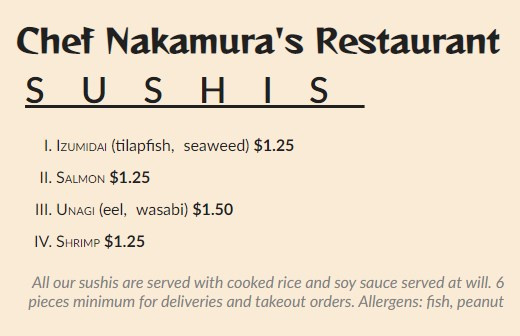 Chef Nakamura's Restaurant
SUSHIS
I. Izumidai (tilapfish, seaweed) $1.25
II. Salmon $1.25
III. Unagi (eel, wasabi) $1.50
IV. Shrimp $1.25
All our sushis are served with cooked rice and soy sauce served at will. 6
pieces minimum for deliveries and takeout orders. Allergens: fish, peanut